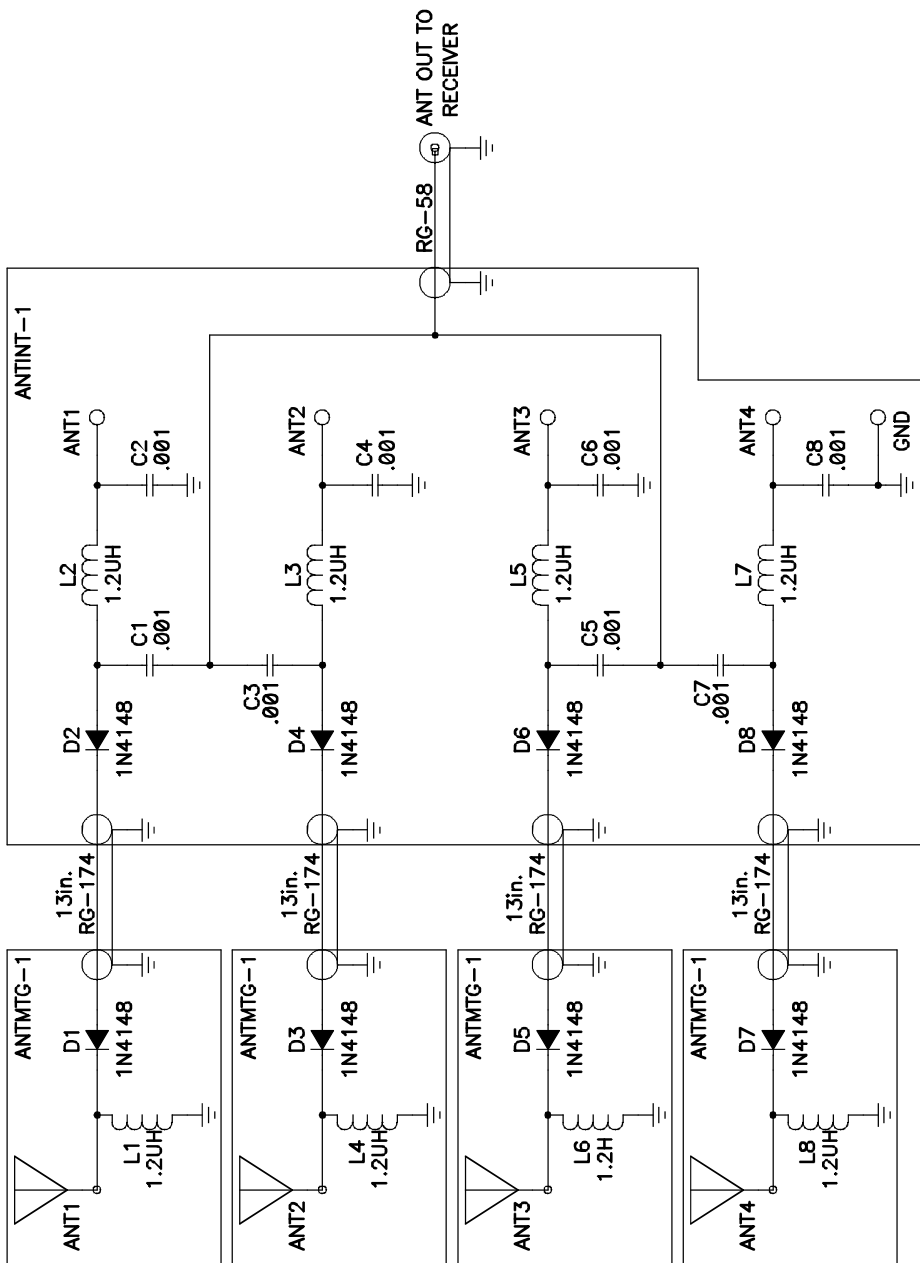 ANT OUT TO
RECEIVER
RG-58
ANTINT-1
ANT1
C2
.001
L2
1.2UH
C1
.001
D2
1N4148
13in.
RG-174
ANTMTG-1
D1
1N4148
L1
1.2UH
ANT1
ANT2
C4
.001
L3
1.2UH
C3
.001
D4
1N4148
13in.
RG-174
ANTMTG-1
D3
1N4148
L4
1.2UH
ANT2
ANT3
C6
.001
L5
1.2UH
C5
.001
D6
1N4148
13in.
RG-174
ANTMTG-1
D5
1N4148
L6
1.2H
ANT3
ANT4
C8
.001
GND
L7
1.2UH
C7
.001
D8
1N4148
13in.
RG-174
ANTMTG-1
D7
1N4148
L8
1.2UH
ANT4